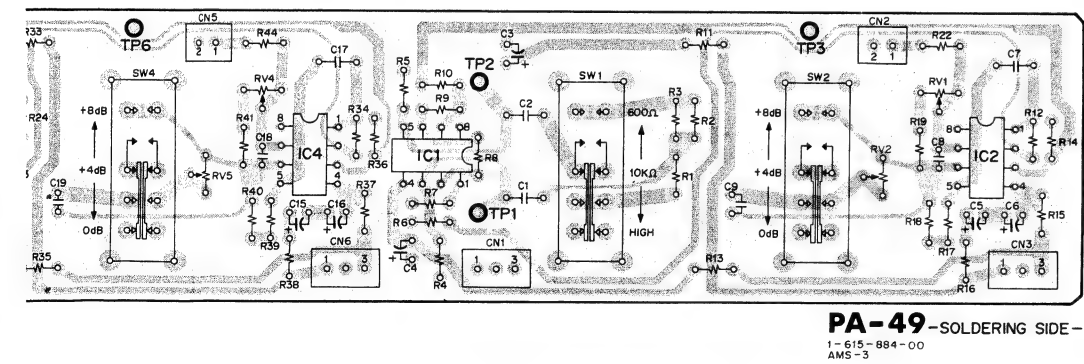 R33
TP6
CN5
2 1
R44
C17
C3
+
TP2
R11
TP3
CN2
2 1
R22
C7
SW4
RV4
R5
R10
R9
SW1
SW2
RV1
+8dB
R34
C2
R3
600Ω
+8dB
R12
R24
R41
8
1
5
8
R2
R19
8
1
C18
IC4
R36
IC1
R8
C8
IC2
R14
+4dB
RV5
5
4
4
1
10KΩ
R1
+4dB
RV2
5
4
C19
R40
R37
R7
C1
C9
C15
C16
R6
TP1
C5
C6
R15
0dB
R39
+
+
HIGH
0dB
R18
+
+
R17
CN6
C4
+
CN1
CN3
R35
1 3
R4
1 3
R13
1 3
R38
R16
PA-49 -SOLDERING SIDE-
1-615-884-00
AMS-3